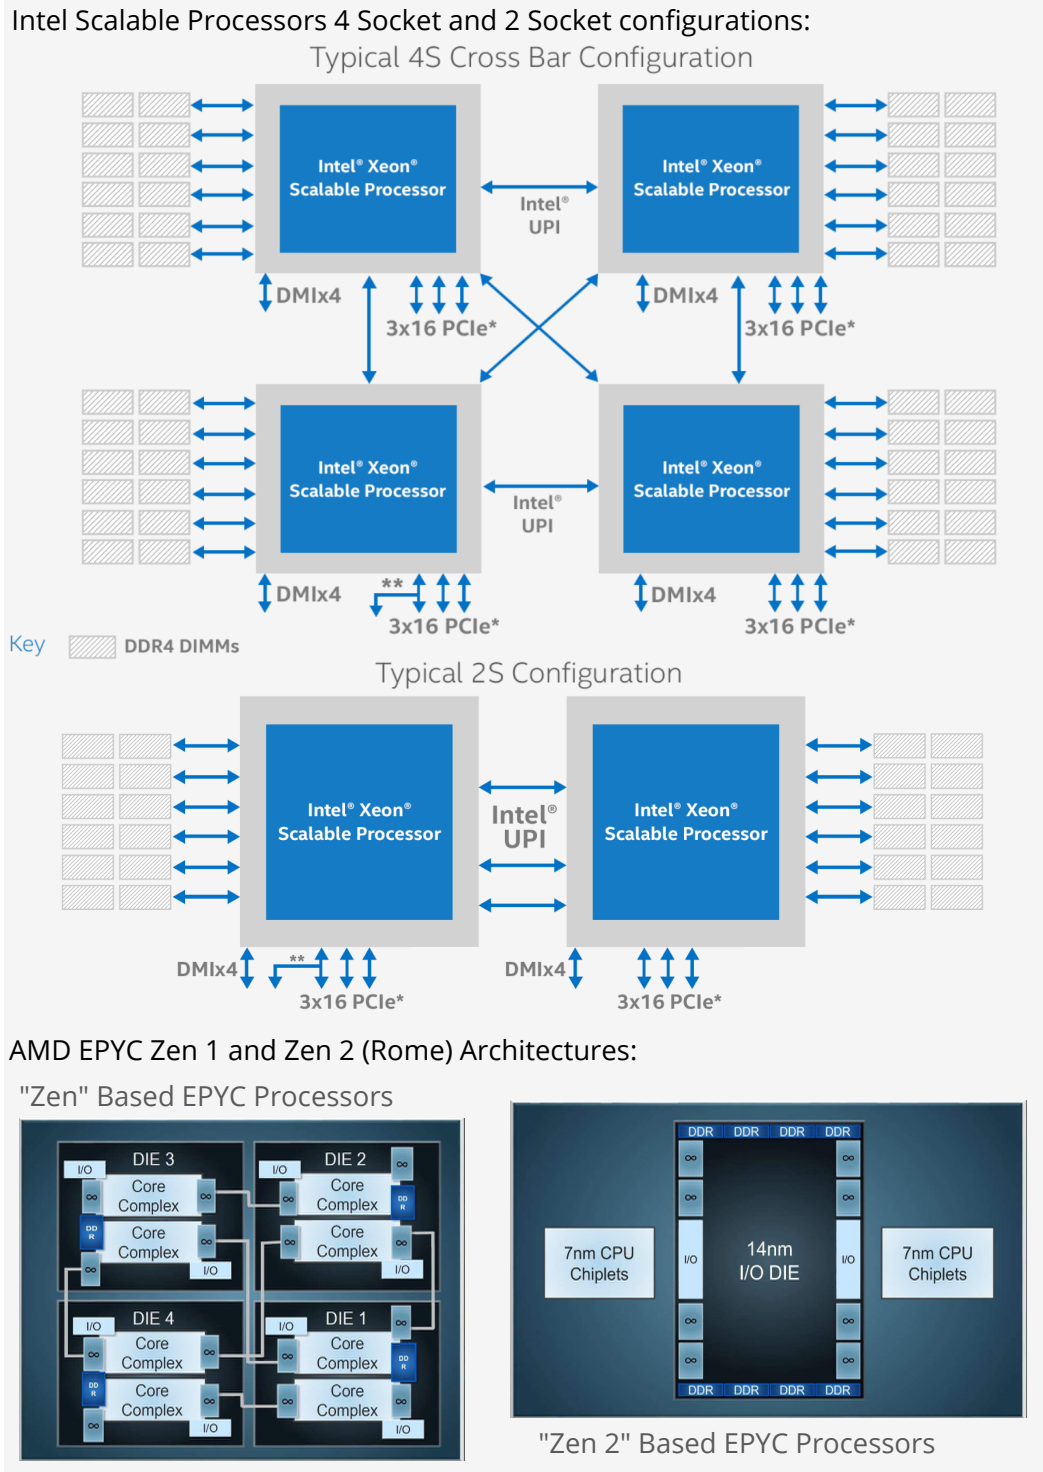 Intel Scalable Processors 4 Socket and 2 Socket configurations:
Typical 4S Cross Bar Configuration
Intel® Xeon®
Scalable Processor
Intel®
UPI
Intel® Xeon®
Scalable Processor
DMIx4
3x16 PCIe*
DMIx4
3x16 PCIe*
Intel® Xeon®
Scalable Processor
Intel®
UPI
Intel® Xeon®
Scalable Processor
DMIx4
**
3x16 PCIe*
DMIx4
3x16 PCIe*
Key
DDR4 DIMMs
Typical 2S Configuration
Intel® Xeon®
Scalable Processor
Intel®
UPI
Intel® Xeon®
Scalable Processor
DMIx4
**
3x16 PCIe*
DMIx4
3x16 PCIe*
AMD EPYC Zen 1 and Zen 2 (Rome) Architectures:
"Zen" Based EPYC Processors
DIE 3
I/O
∞
Core
Complex
∞
DD
R
Core
Complex
∞
∞
I/O
DIE 2
∞
I/O
∞
Core
Complex
DD
R
∞
Core
Complex
∞
I/O
DIE 4
I/O
∞
Core
Complex
∞
DD
R
Core
Complex
∞
∞
I/O
DIE 1
∞
I/O
∞
Core
Complex
DD
R
∞
Core
Complex
∞
I/O
DDR DDR DDR DDR
∞ ∞
∞ ∞
7nm CPU
Chiplets
I/O
14nm
I/O DIE
I/O
7nm CPU
Chiplets
∞ ∞
∞ ∞
DDR DDR DDR DDR
"Zen 2" Based EPYC Processors